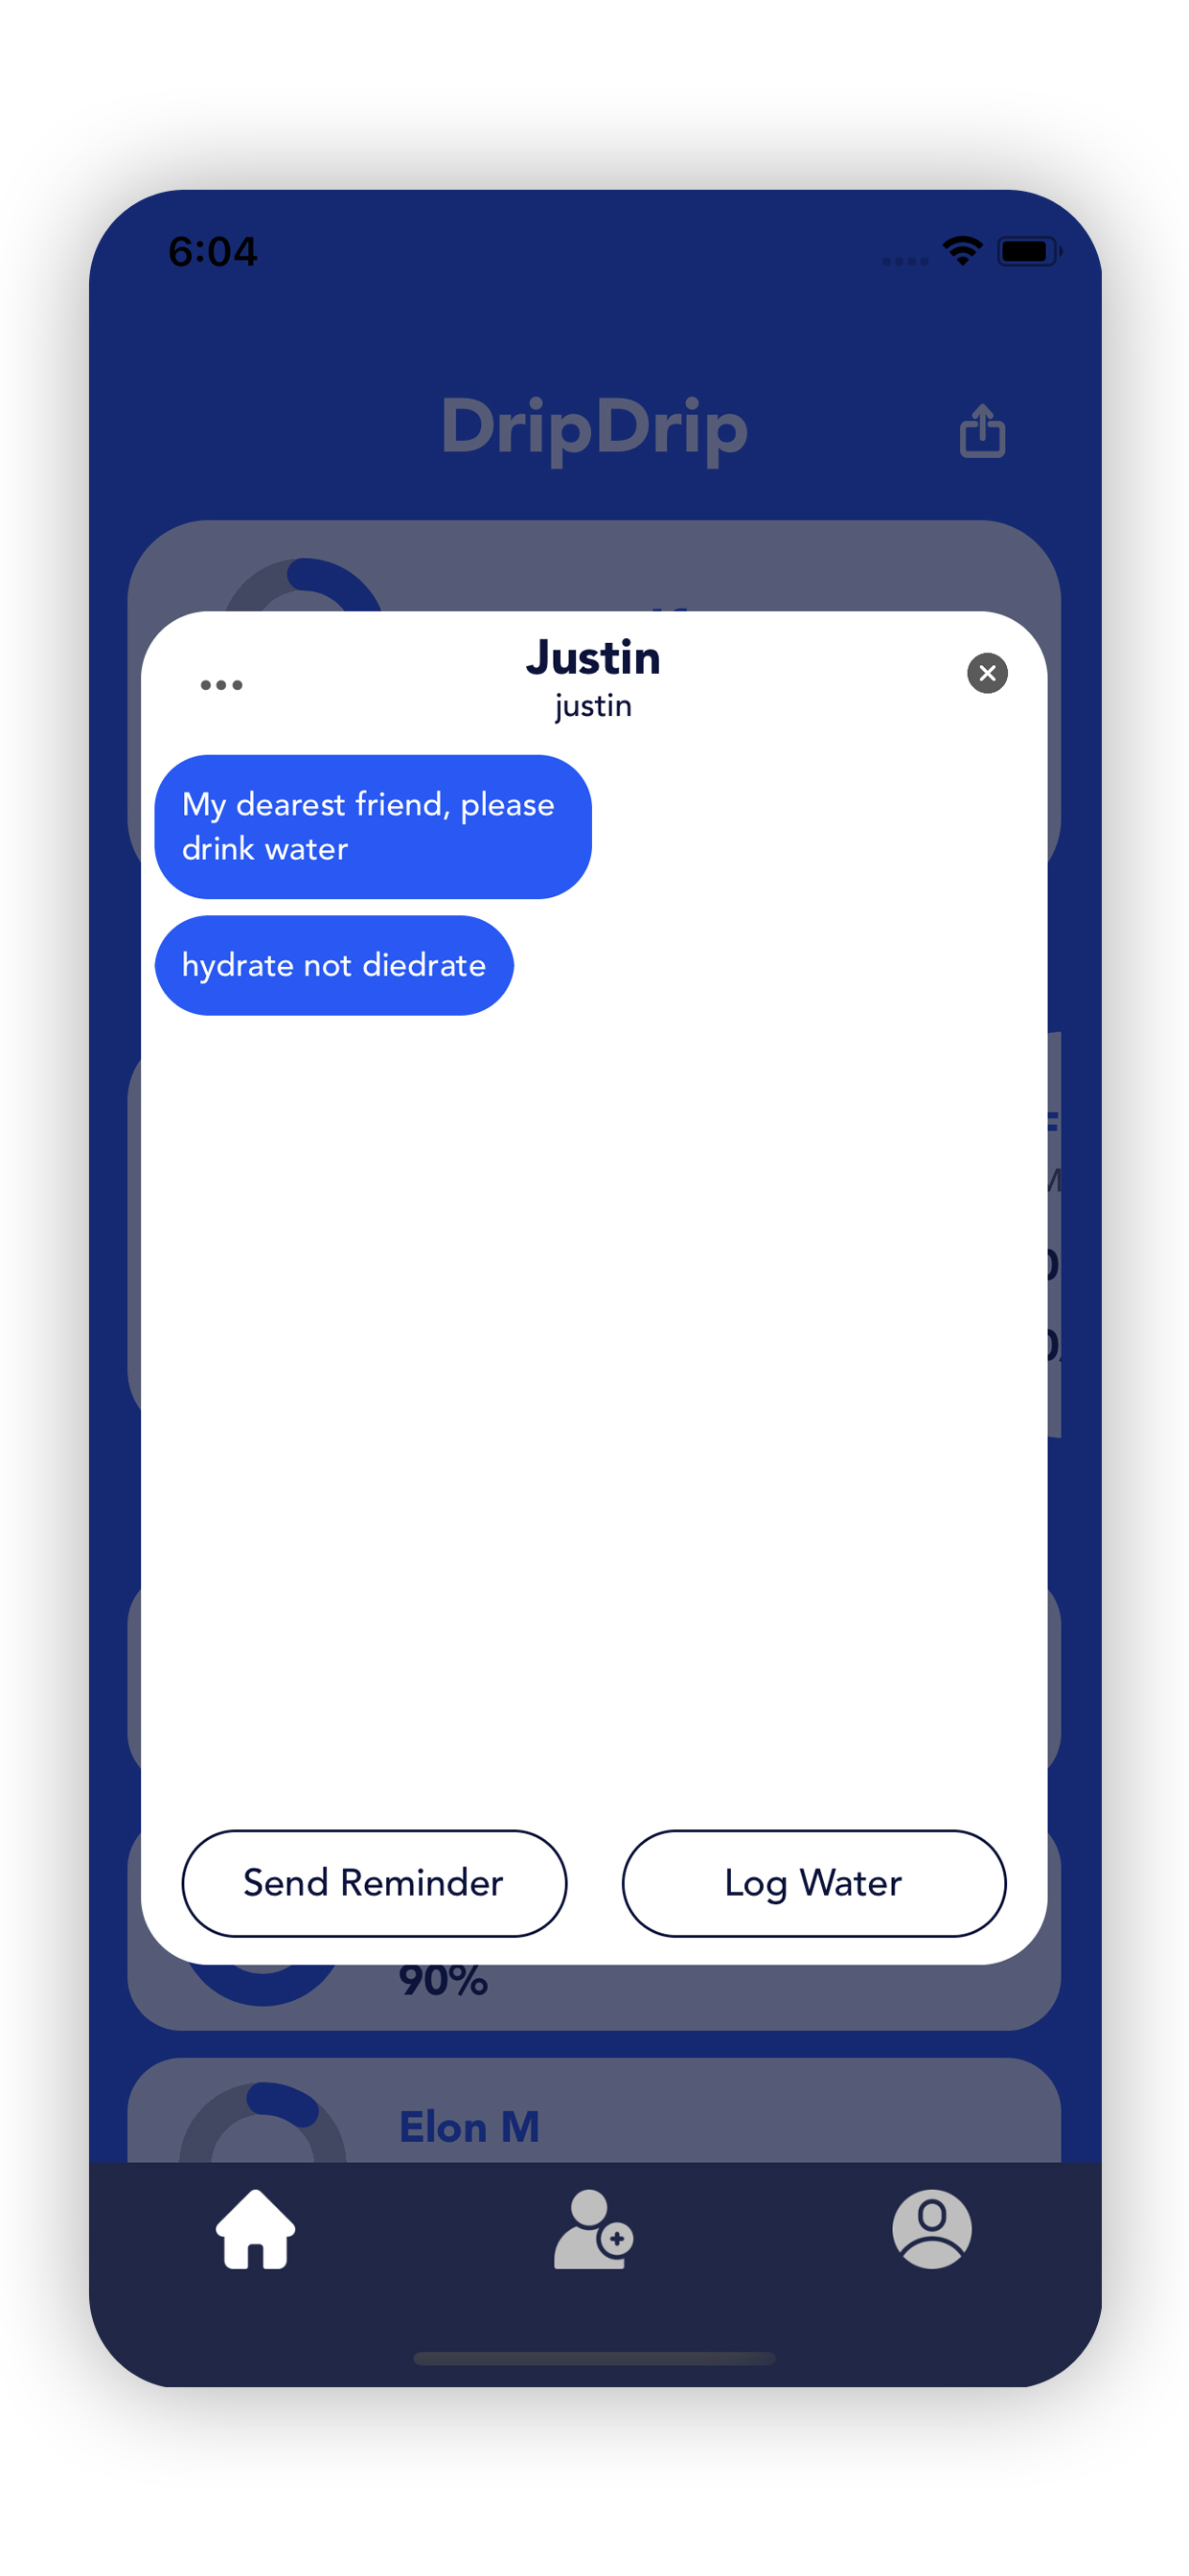 6:04
DripDrip
Justin
justin
My dearest friend, please
drink water
hydrate not diedrate
Send Reminder
Log Water
90%
Elon M